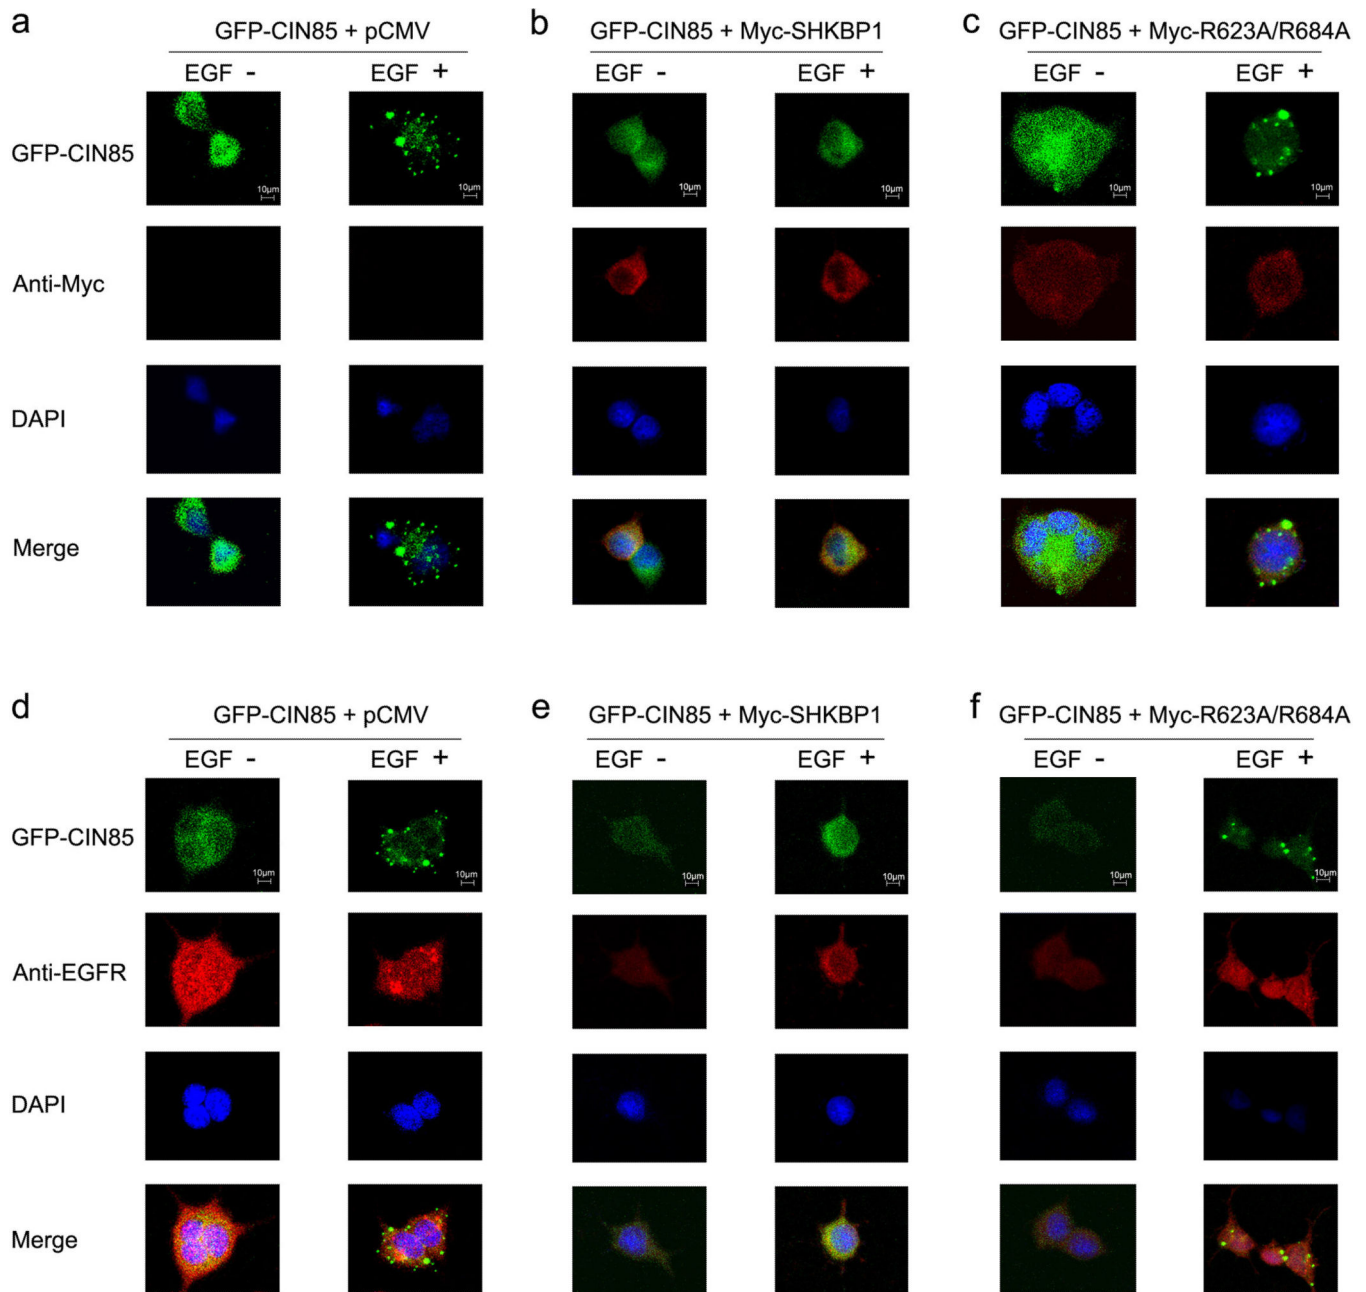 a
GFP-CIN85 + pCMV
b
GFP-CIN85 + Myc-SHKBP1
c
GFP-CIN85 + Myc-R623A/R684A
EGF - EGF +
EGF - EGF +
EGF - EGF +
GFP-CIN85
10μm 10μm 10μm 10μm 10μm 10μm
Anti-Myc
DAPI
Merge
d
GFP-CIN85 + pCMV
e
GFP-CIN85 + Myc-SHKBP1
f
GFP-CIN85 + Myc-R623A/R684A
EGF - EGF +
EGF - EGF +
EGF - EGF +
GFP-CIN85
10μm 10μm 10μm 10μm 10μm 10μm
Anti-EGFR
DAPI
Merge